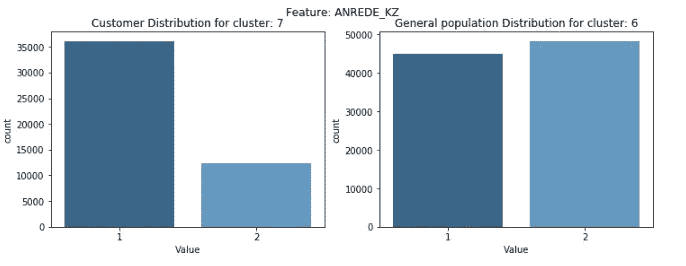 Feature: ANREDE_KZ
Customer Distribution for cluster: 7
35000
30000
25000
20000
15000
10000
5000
0
count
1
2
Value
General population Distribution for cluster: 6
50000
40000
30000
20000
10000
0
count
1
2
Value